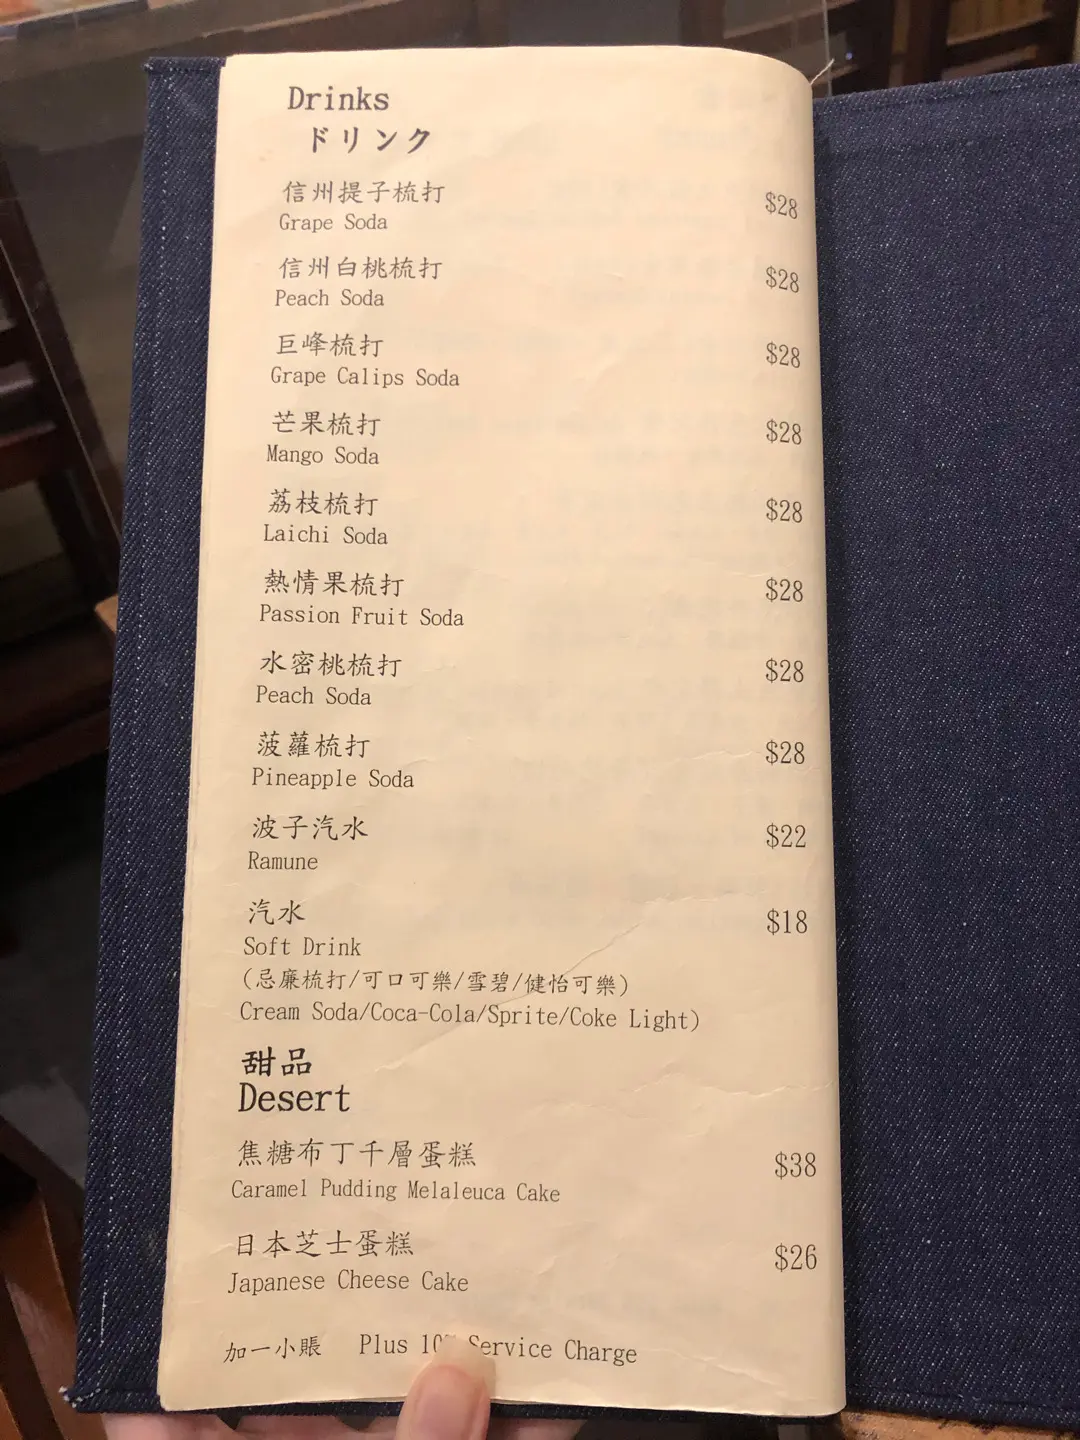 Drinks
ドリンク
信州提子梳打 $28
Grape Soda
信州白桃梳打 $28
Peach Soda
巨峰梳打 $28
Grape Calips Soda
芒果梳打 $28
Mango Soda
荔枝梳打 $28
Laichi Soda
熱情果梳打 $28
Passion Fruit Soda
水密桃梳打 $28
Peach Soda
菠蘿梳打 $28
Pineapple Soda
波子汽水 $22
Ramune
汽水 $18
Soft Drink
(忌廉梳打/可口可樂/雪碧/健怡可樂)
Cream Soda/Coca-Cola/Sprite/Coke Light)
甜品
Desert
焦糖布丁千層蛋糕 $38
Caramel Pudding Melaleuca Cake
日本芝士蛋糕 $26
Japanese Cheese Cake
加一小賬 Plus Service Charge